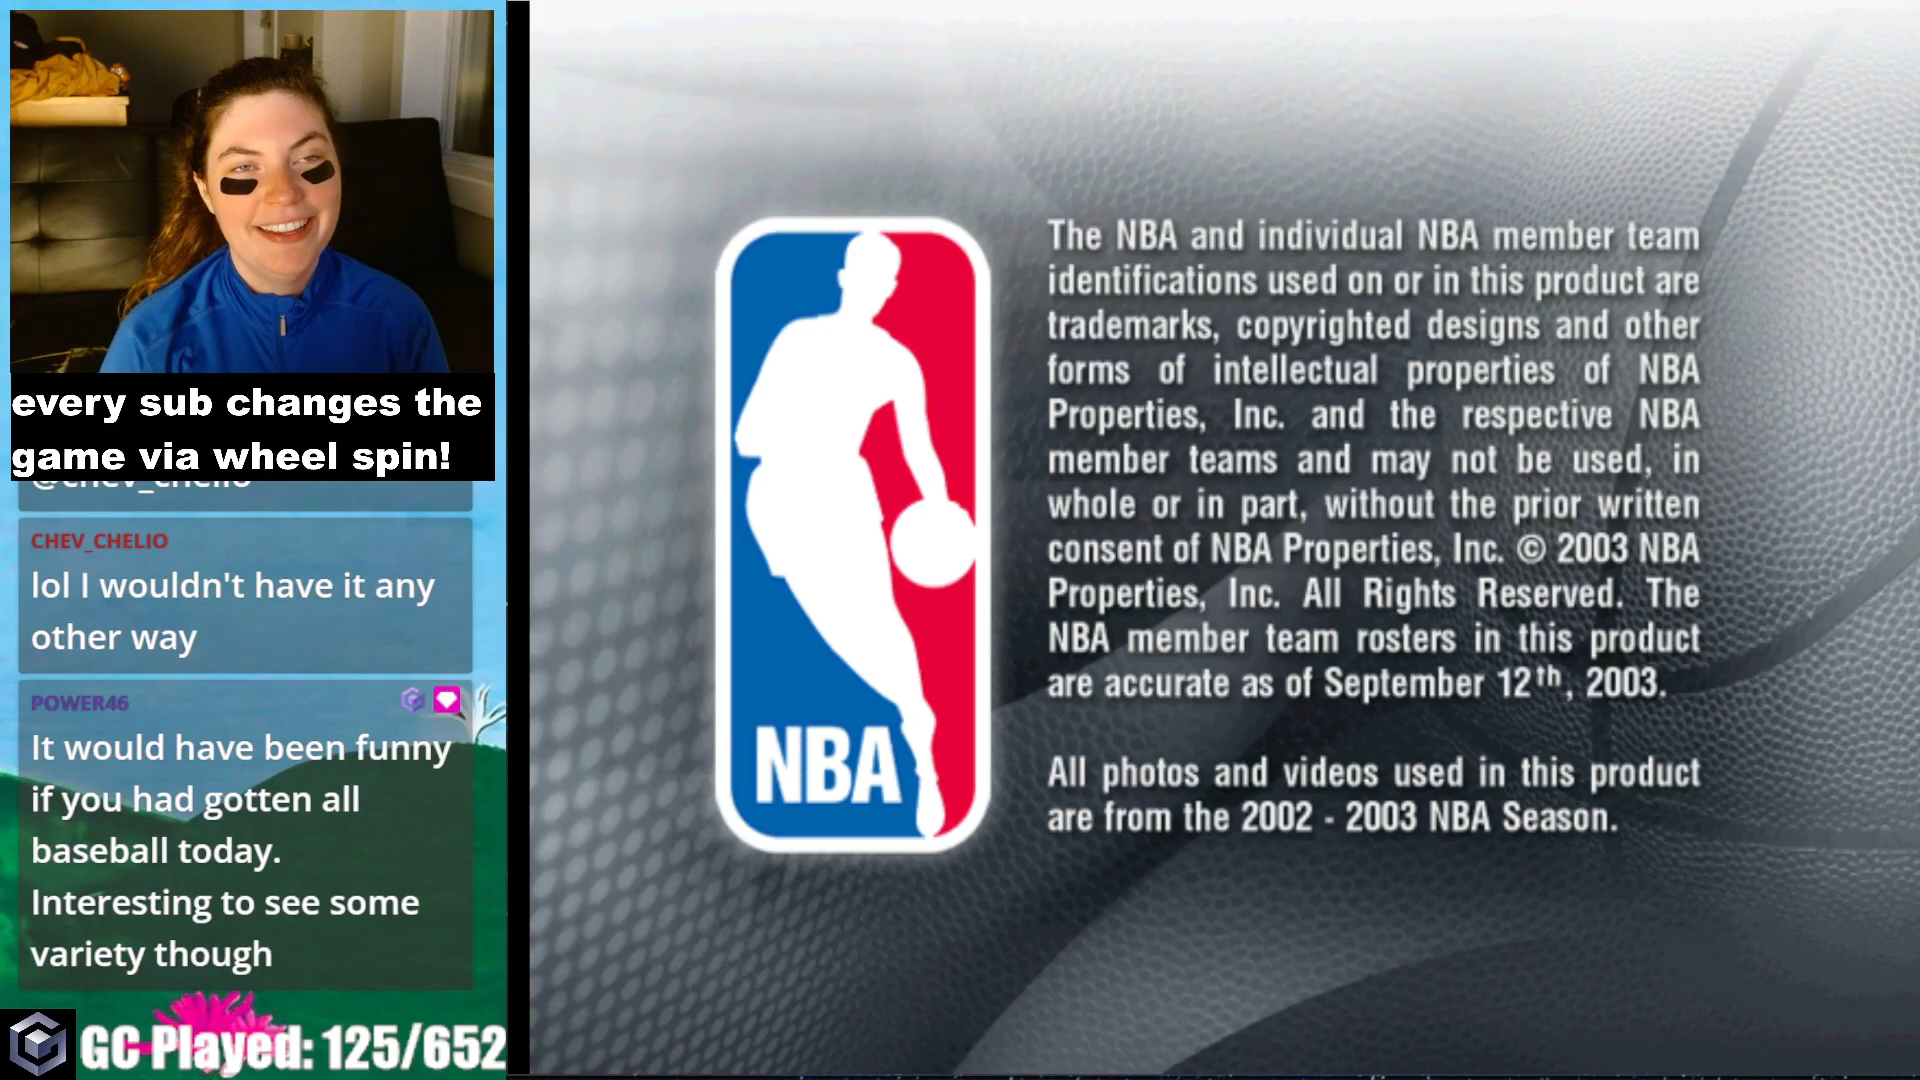 every sub changes the
game via wheel spin!
@chev_chelio
CHEV_CHELIO
lol I wouldn't have it any
other way
POWER46
It would have been funny
if you had gotten all
baseball today.
Interesting to see some
variety though
GC Played: 125/652
NBA
The NBA and individual NBA member team
identifications used on or in this product are
trademarks, copyrighted designs and other
forms of intellectual properties of NBA
Properties, Inc. and the respective NBA
member teams and may not be used, in
whole or in part, without the prior written
consent of NBA Properties, Inc. © 2003 NBA
Properties, Inc. All Rights Reserved. The
NBA member team rosters in this product
are accurate as of September 12th, 2003.
All photos and videos used in this product
are from the 2002 - 2003 NBA Season.